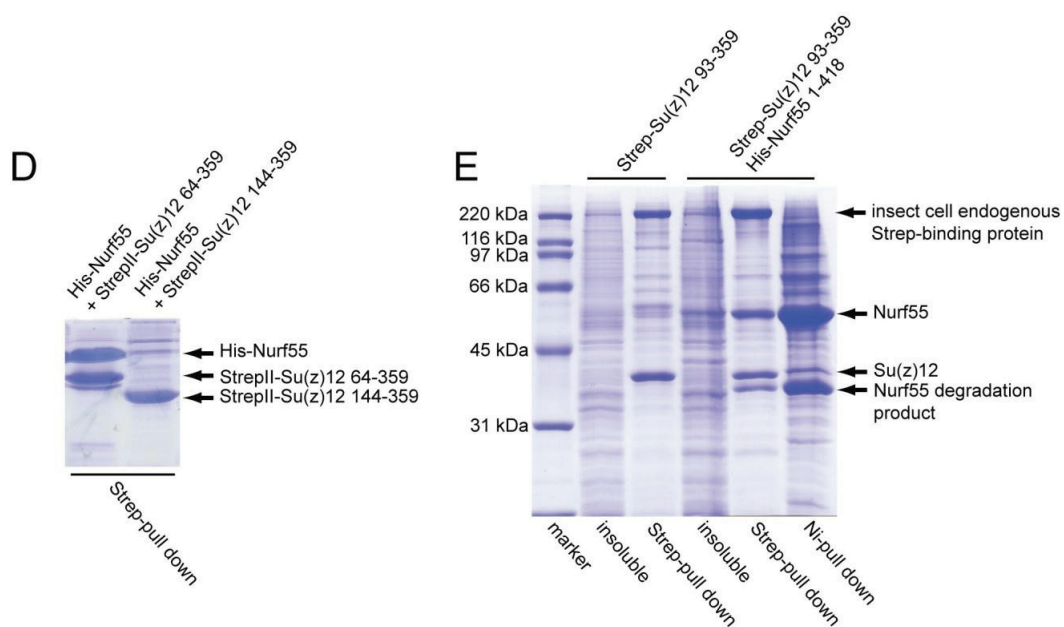 D
His-Nurf55
+ StrepII-Su(z)12 64-359
His-Nurf55
+ StrepII-Su(z)12 144-359
His-Nurf55
StrepII-Su(z)12 64-359
StrepII-Su(z)12 144-359
Strep-pull down
E
Strep-Su(z)12 93-359
Strep-Su(z)12 93-359
His-Nurf55 1-418
220 kDa
116 kDa
97 kDa
66 kDa
45 kDa
31 kDa
insect cell endogenous
Strep-binding protein
Nurf55
Su(z)12
Nurf55 degradation
product
marker
insoluble
Strep-pull down
insoluble
Strep-pull down
Ni-pull down